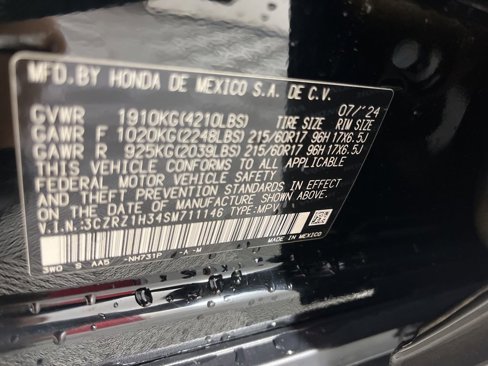 MFD.BY HONDA DE MEXICO S.A. DE C.V.
07/'24
GVWR 1910KG(4210LBS) TIRE SIZE RIM SIZE
GAWR F 1020KG(2248LBS) 215/60R17 96H 17X6.5J
GAWR R 925KG(2039LBS) 215/60R17 96H 17X6.5J
THIS VEHICLE CONFORMS TO ALL APPLICABLE
FEDERAL MOTOR VEHICLE SAFETY
AND THEFT PREVENTION STANDARDS IN EFFECT
ON THE DATE OF MANUFACTURE SHOWN ABOVE.
V.I.N.:3CZRZ1H34SM711146 TYPE:MPV
MADE IN MEXICO
3W0 S AA5 -NH731P -A -M